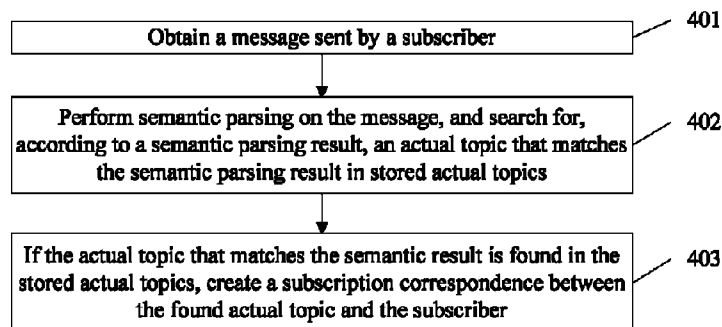 Obtain a message sent by a subscriber
401
Perform semantic parsing on the message, and search for,
according to a semantic parsing result, an actual topic that matches
the semantic parsing result in stored actual topics
402
If the actual topic that matches the semantic result is found in the
stored actual topics, create a subscription correspondence between
the found actual topic and the subscriber
403